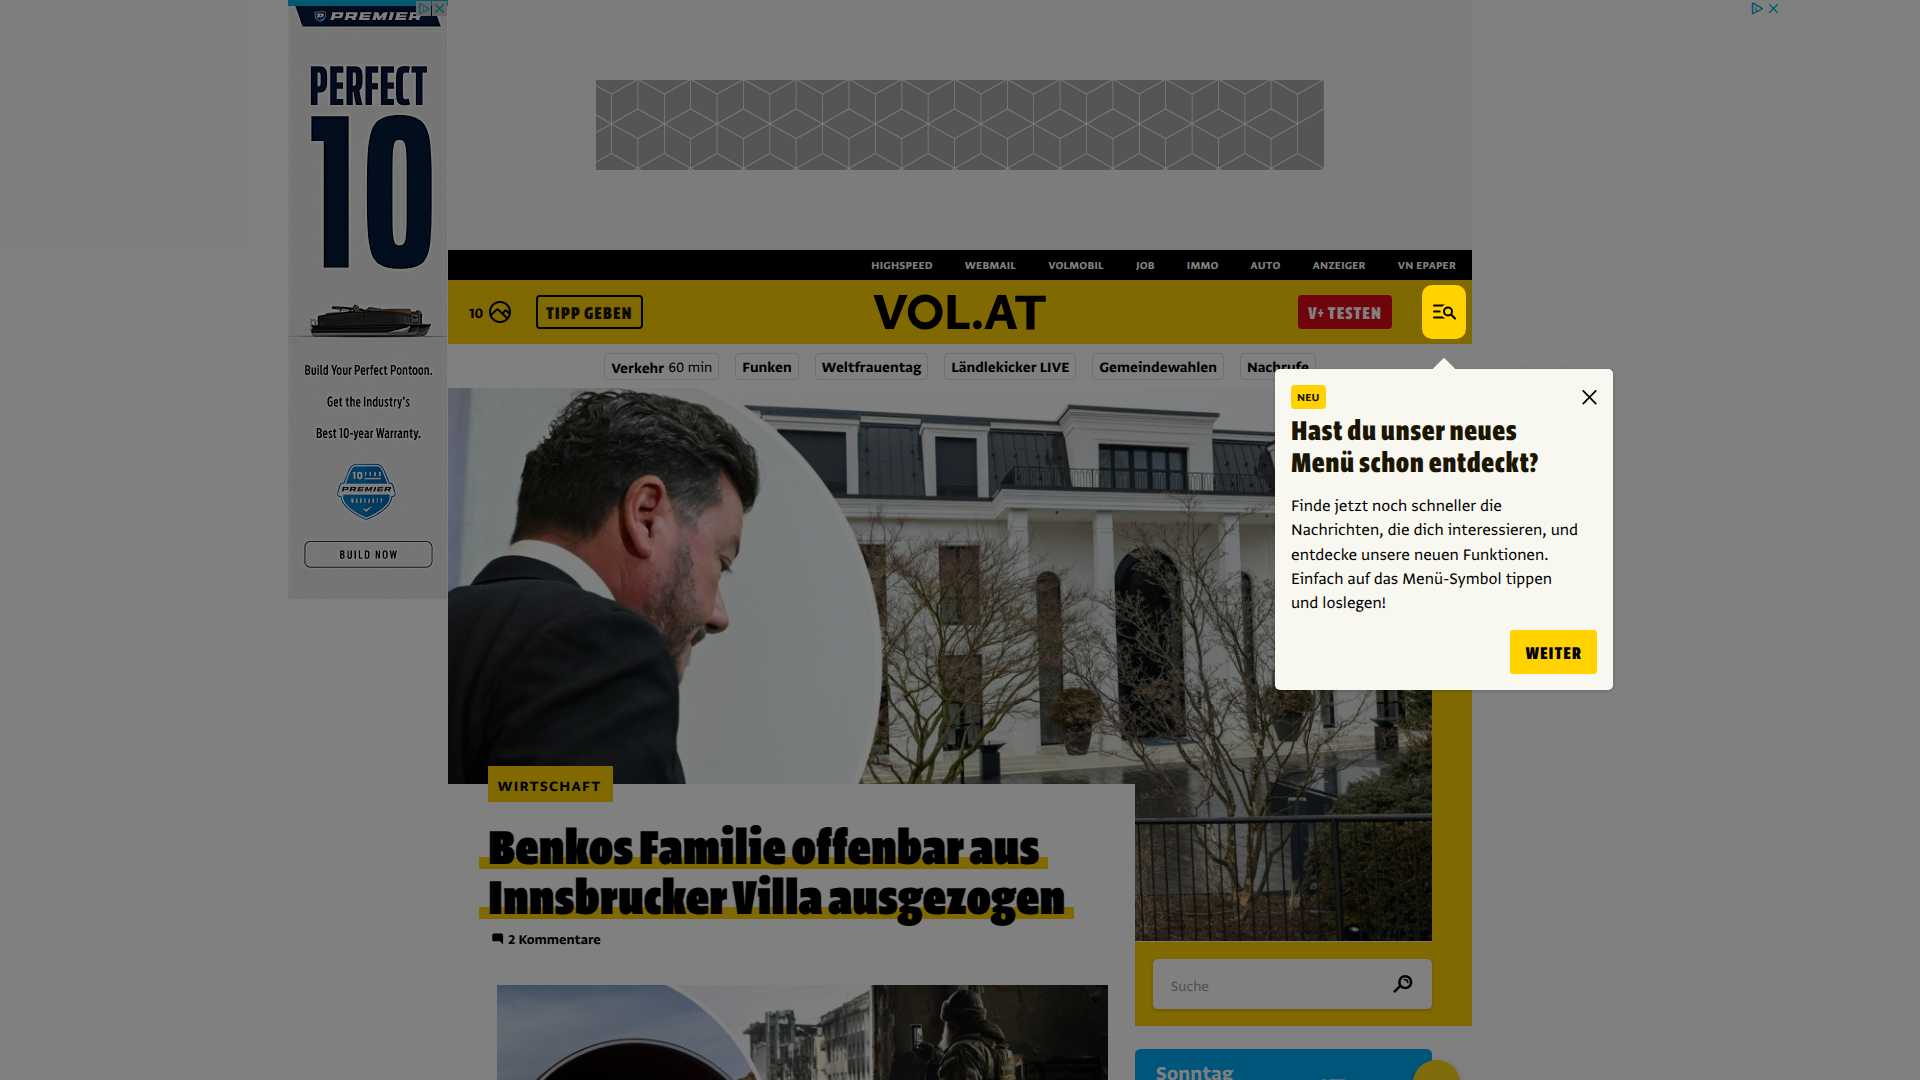 PREMIER
PERFECT
10
Build Your Perfect Pontoon.
Get the Industry's
Best 10-year Warranty.
10 YEAR
PREMIER
WARRANTY
BUILD NOW
HIGHSPEED WEBMAIL VOLMOBIL JOB IMMO AUTO ANZEIGER VN EPAPER
10 TIPP GEBEN VOL.AT V+ TESTEN
Verkehr 60 min Funken Weltfrauentag Ländlekicker LIVE Gemeindewahlen Nachrufe
NEU
Hast du unser neues
Menü schon entdeckt?
Finde jetzt noch schneller die
Nachrichten, die dich interessieren, und
entdecke unsere neuen Funktionen.
Einfach auf das Menü-Symbol tippen
und loslegen!
WEITER
WIRTSCHAFT
Benkos Familie offenbar aus
Innsbrucker Villa ausgezogen
2 Kommentare
Suche
Sonntag